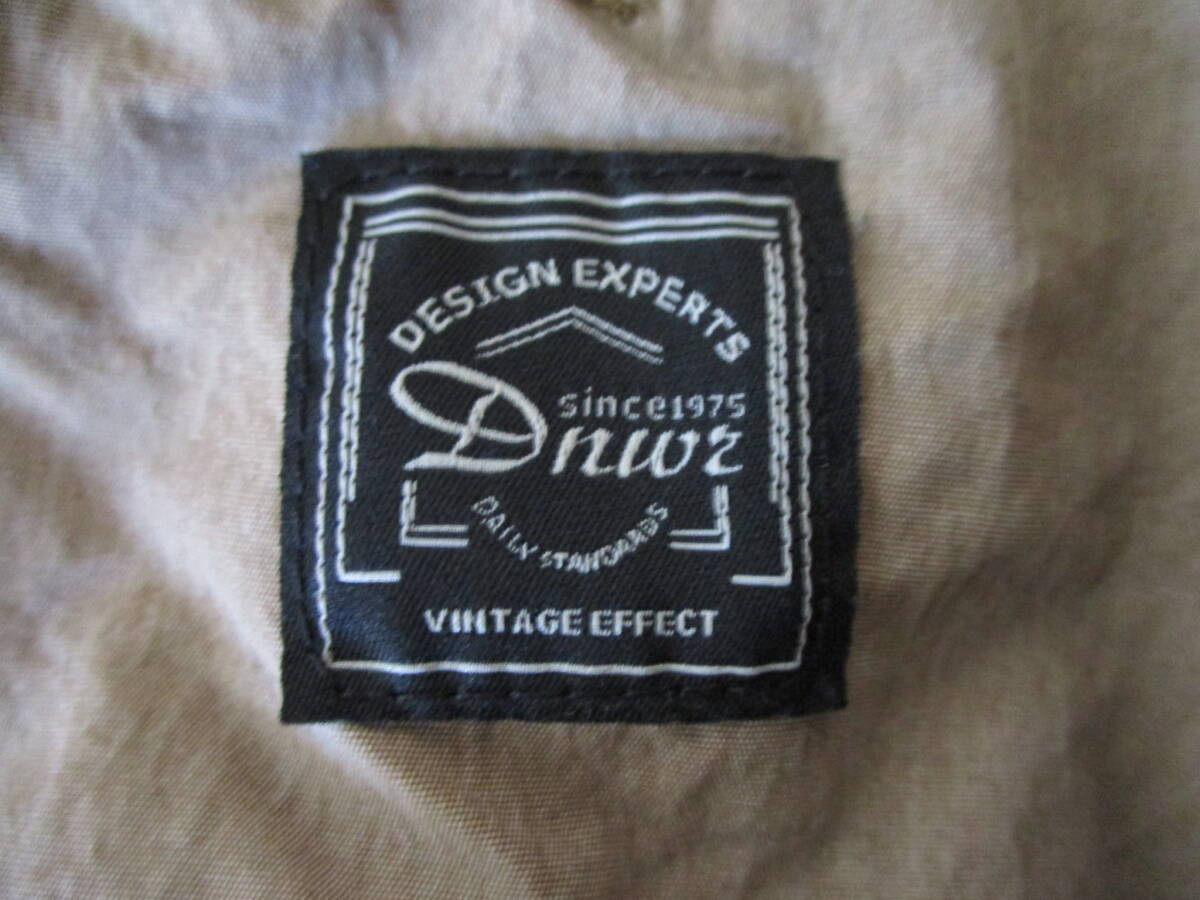 DESIGN EXPERTS
since1975
Dnwr
DAILY STANDARDS
VINTAGE EFFECT